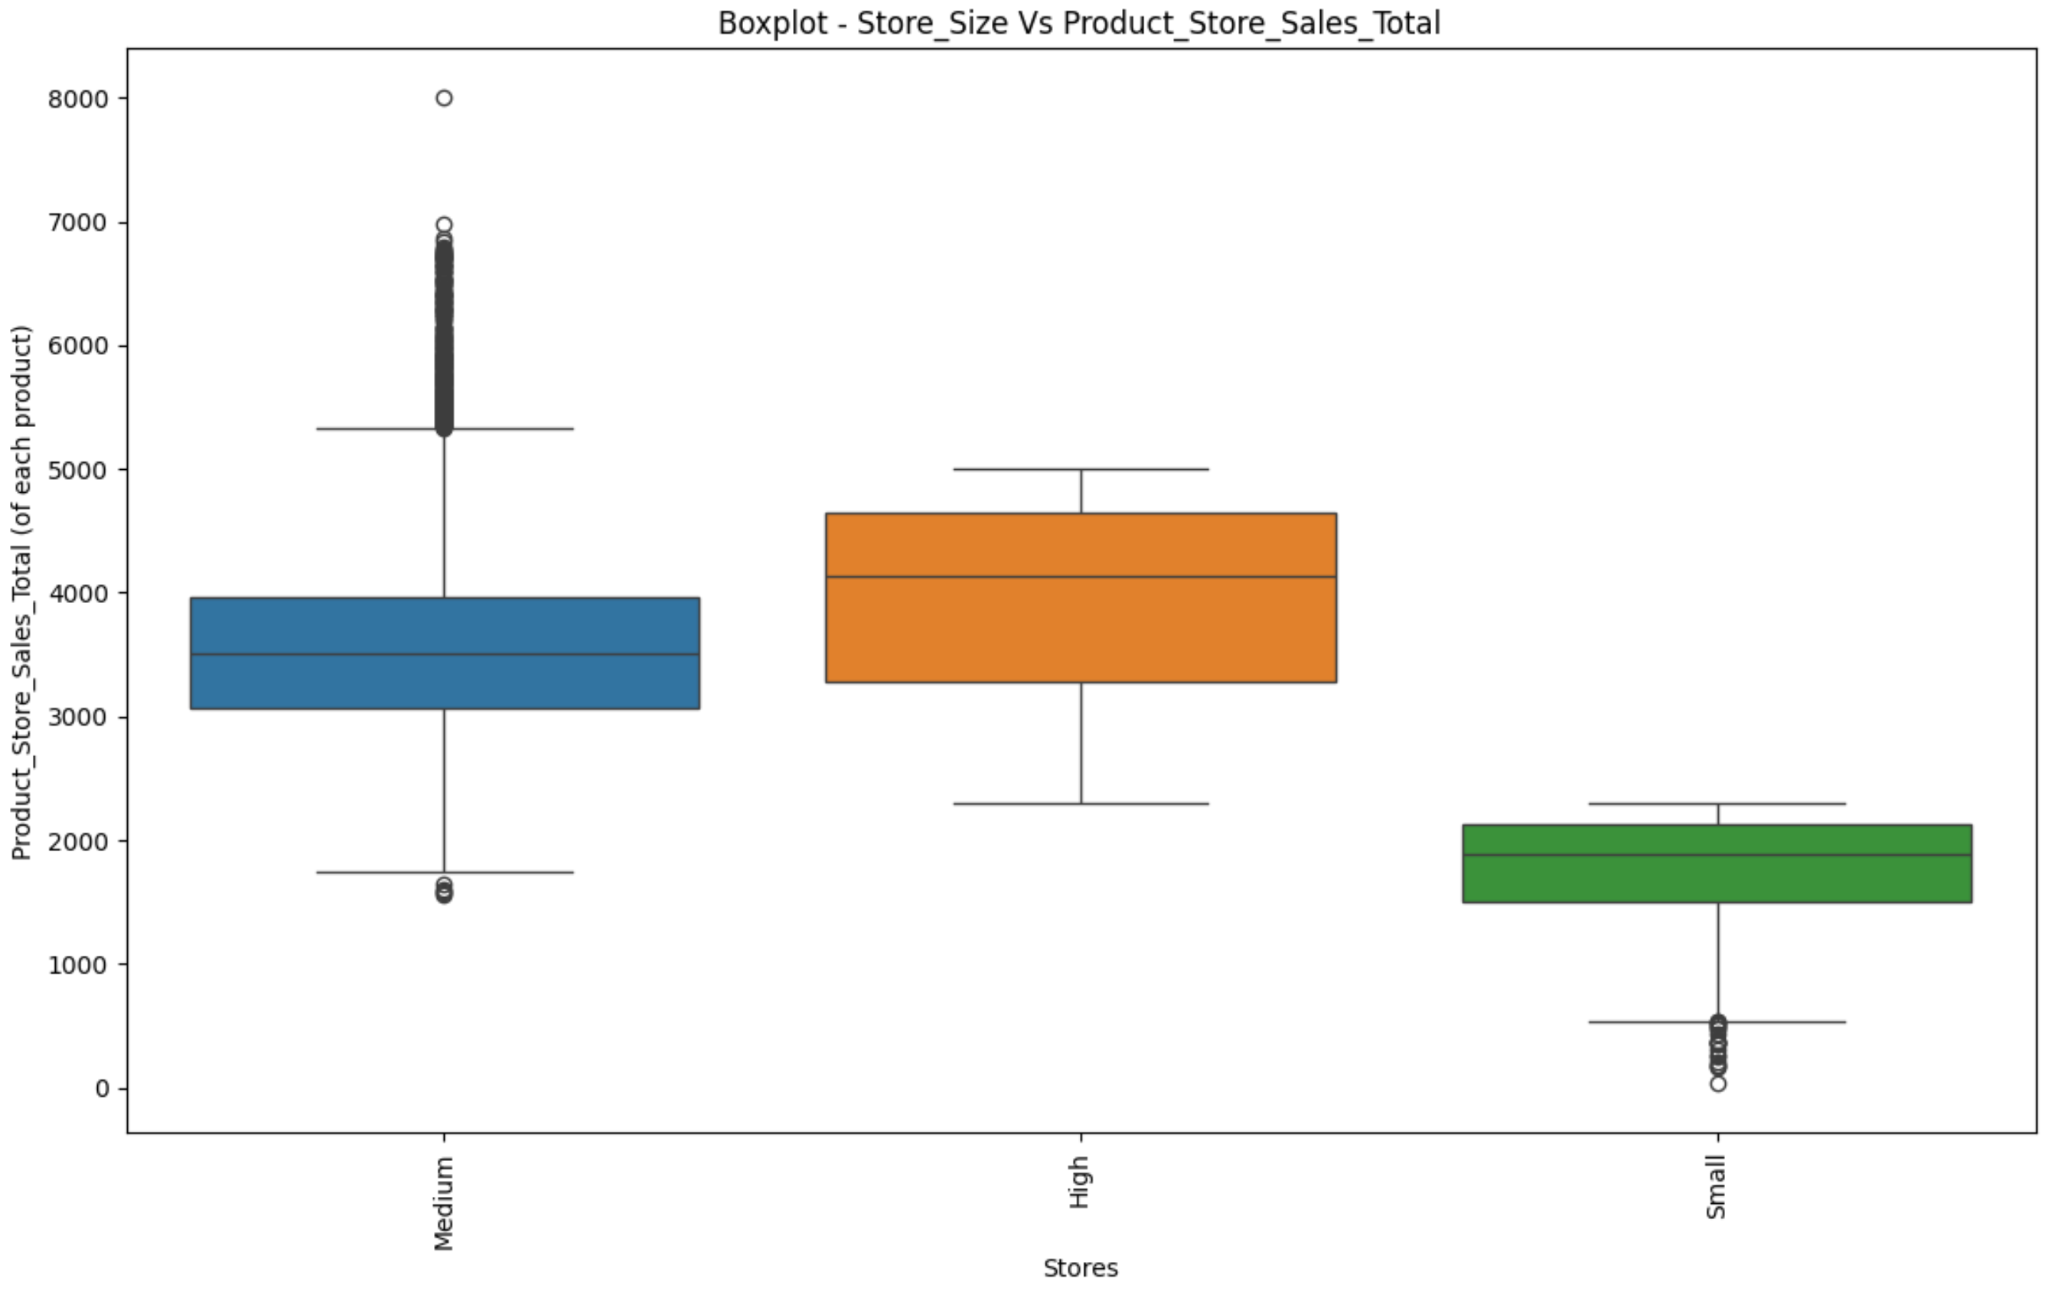 Boxplot - Store_Size Vs Product_Store_Sales_Total
Product_Store_Sales_Total (of each product)
8000
7000
6000
5000
4000
3000
2000
1000
0
Medium
High
Small
Stores